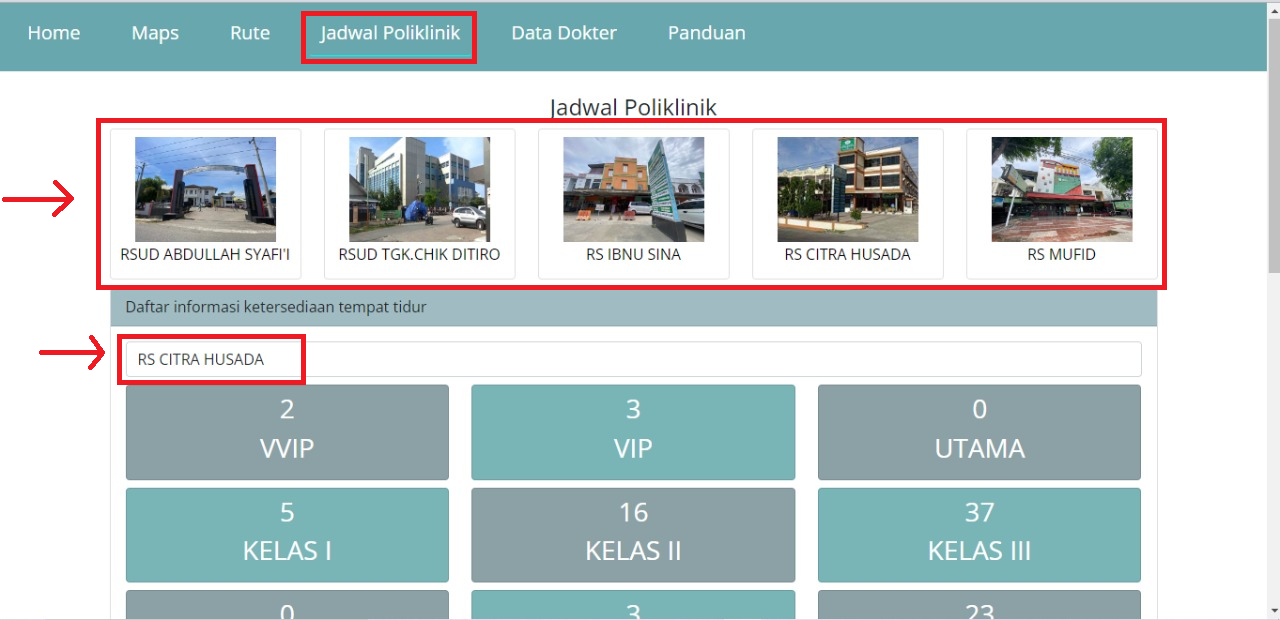 Home Maps Rute Jadwal Poliklinik Data Dokter Panduan
Jadwal Poliklinik
RSUD ABDULLAH SYAFI'I RSUD TGK.CHIK DITIRO RS IBNU SINA RS CITRA HUSADA RS MUFID
Daftar informasi ketersediaan tempat tidur
RS CITRA HUSADA
2 3 0
VVIP VIP UTAMA
5 16 37
KELAS I KELAS II KELAS III
0 3 23